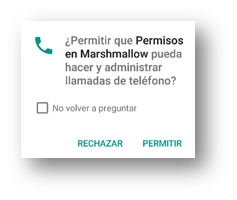 ¿Permitir que Permisos
en Marshmallow pueda
hacer y administrar
llamadas de teléfono?
No volver a preguntar
RECHAZAR PERMITIR